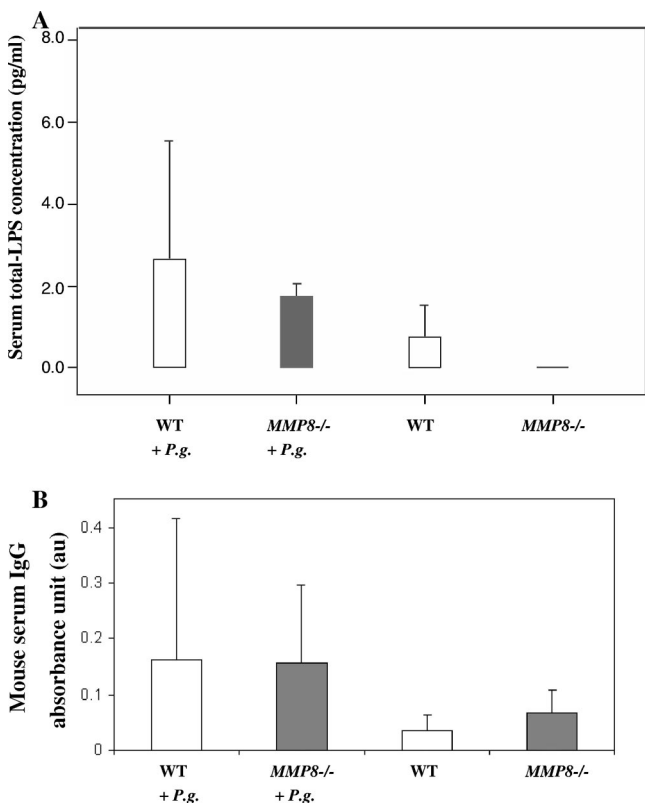 A
Serum total-LPS concentration (pg/ml)
8.0
6.0
4.0
2.0
0.0
WT
+ P.g.
MMP8-/-
+ P.g.
WT
MMP8-/-
B
Mouse serum IgG
absorbance unit (au)
0.4
0.3
0.2
0.1
0
WT
+ P.g.
MMP8-/-
+ P.g.
WT
MMP8-/-